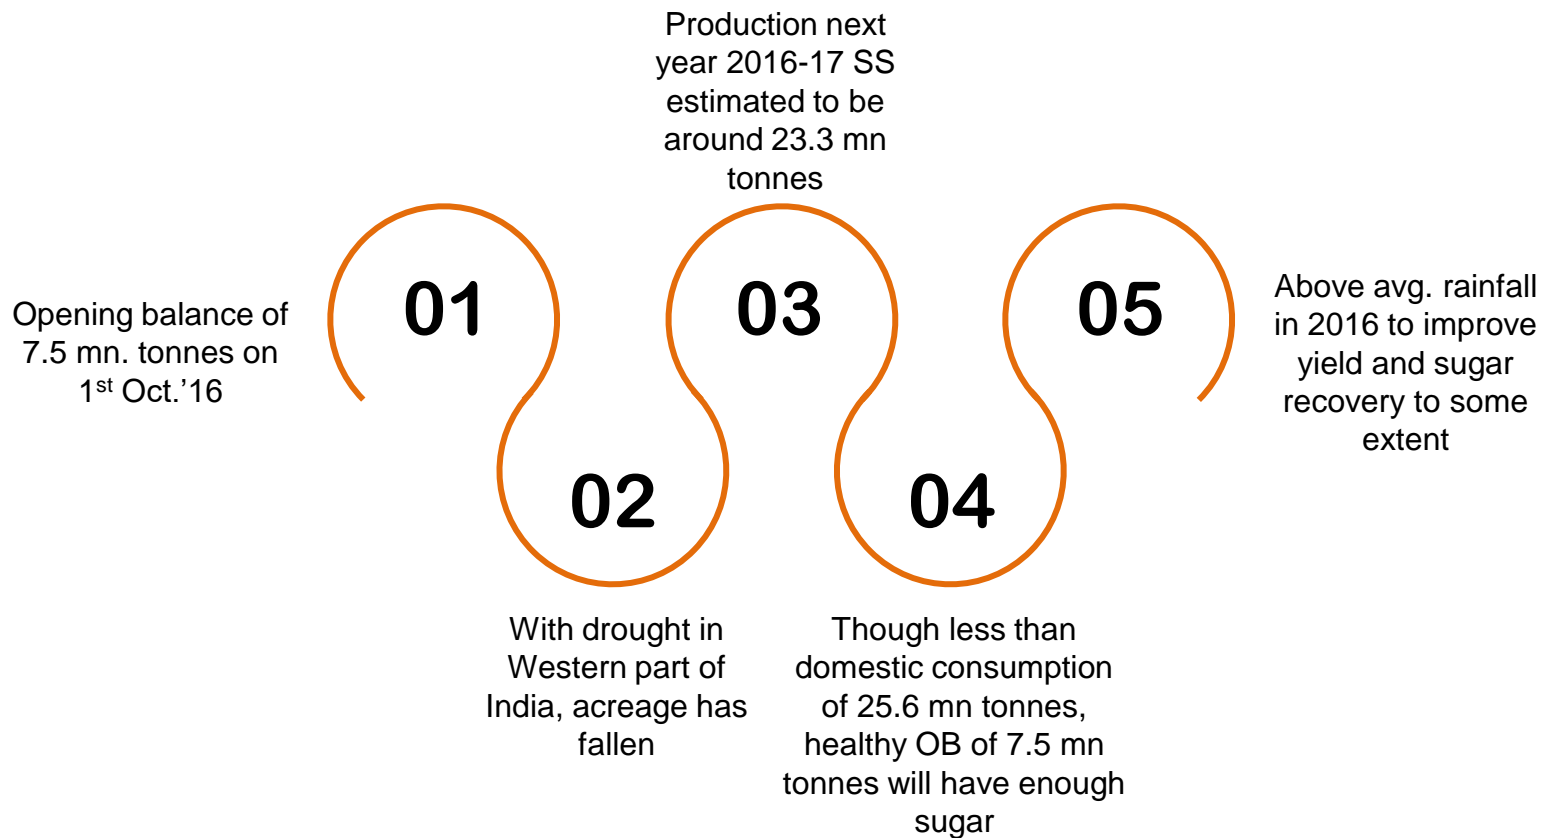 01
Opening balance of
7.5 mn. tonnes on
1st Oct.’16
02
With drought in
Western part of
India, acreage has
fallen
03
Production next
year 2016-17 SS
estimated to be
around 23.3 mn
tonnes
04
Though less than
domestic consumption
of 25.6 mn tonnes,
healthy OB of 7.5 mn
tonnes will have enough
sugar
05
Above avg. rainfall
in 2016 to improve
yield and sugar
recovery to some
extent